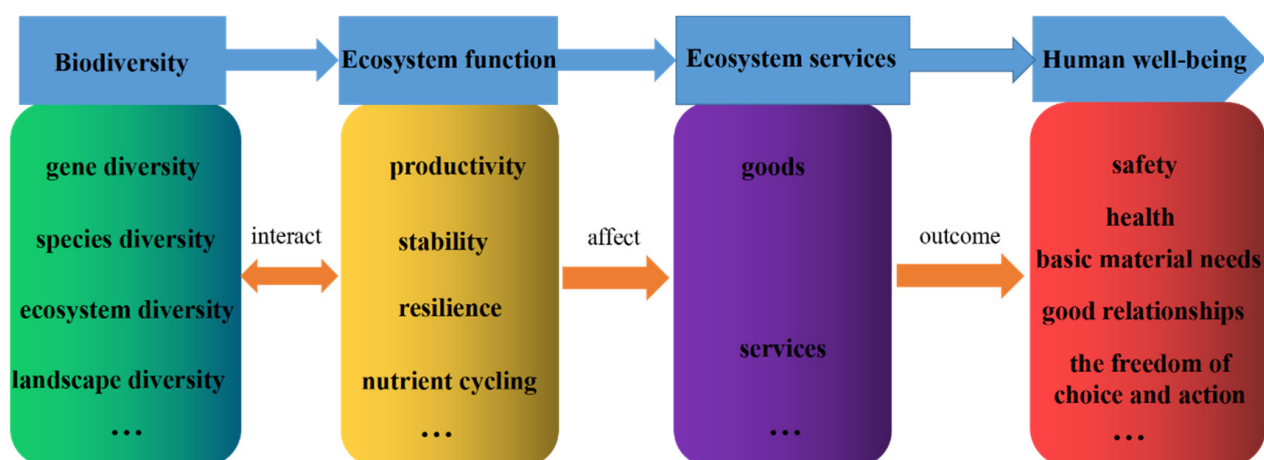 Biodiversity
Ecosystem function
Ecosystem services
Human well-being
gene diversity
species diversity
ecosystem diversity
landscape diversity
...
interact
productivity
stability
resilience
nutrient cycling
...
affect
goods
services
...
outcome
safety
health
basic material needs
good relationships
the freedom of
choice and action
...